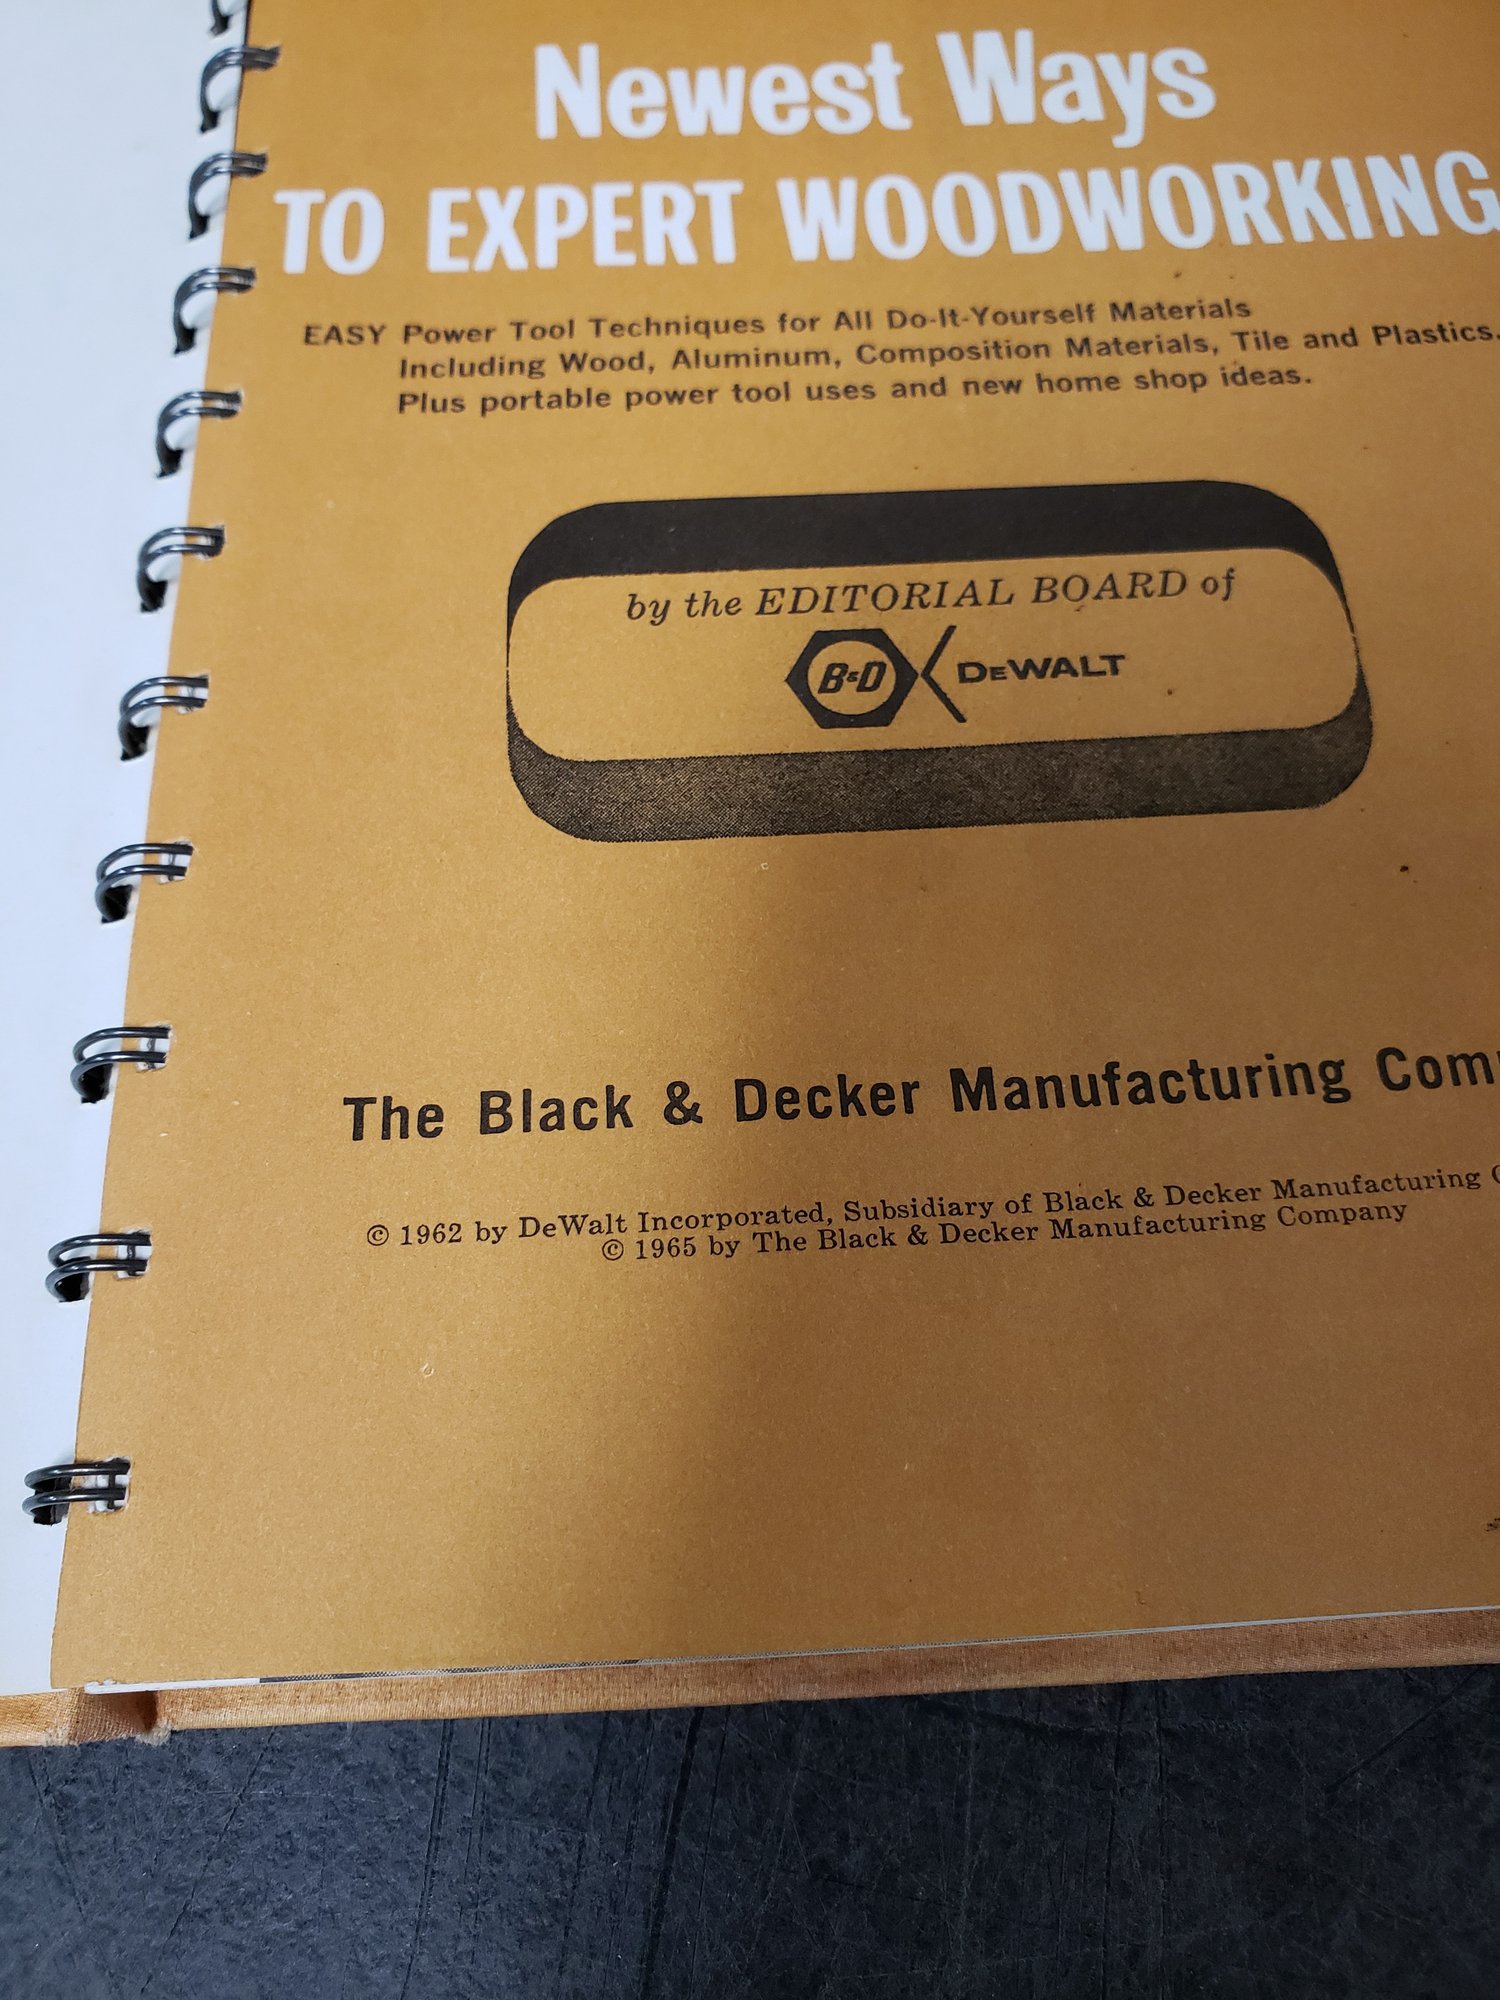 Newest Ways
TO EXPERT WOODWORKING
EASY Power Tool Techniques for All Do-It-Yourself Materials
Including Wood, Aluminum, Composition Materials, Tile and Plastics.
Plus portable power tool uses and new home shop ideas.
by the EDITORIAL BOARD of
B&D DEWALT
The Black & Decker Manufacturing
© 1962 by DeWalt Incorporated, Subsidiary of Black & Decker Manufacturing
© 1965 by The Black & Decker Manufacturing Company